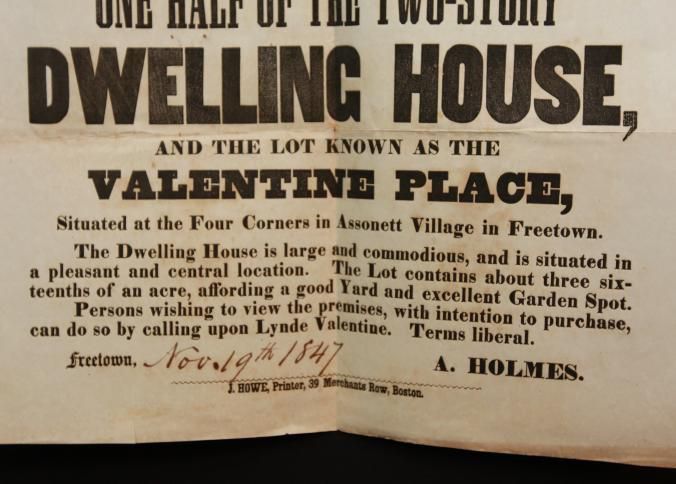 ONE HALF OF THE TWO-STORY
DWELLING HOUSE,
AND THE LOT KNOWN AS THE
VALENTINE PLACE,
Situated at the Four Corners in Assonett Village in Freetown.
The Dwelling House is large and commodious, and is situated in
a pleasant and central location. The Lot contains about three six-
teenths of an acre, affording a good Yard and excellent Garden Spot.
Persons wishing to view the premises, with intention to purchase,
can do so by calling upon Lynde Valentine. Terms liberal.
Freetown, Nov. 19th 1847
A. HOLMES.
J. HOWE, Printer, 39 Merchants Row, Boston.